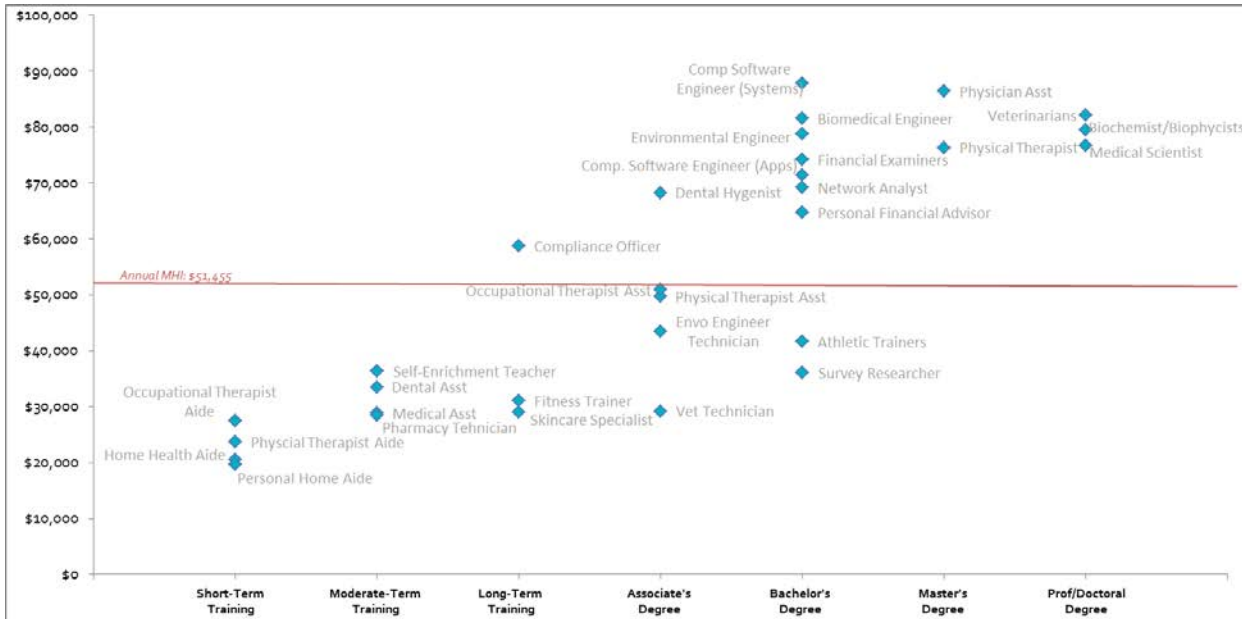 $100,000
$90,000
$80,000
$70,000
$60,000
$50,000
$40,000
$30,000
$20,000
$10,000
$0
Annual MHI: $51,455
Occupational Therapist
Aide
Physcial Therapist Aide
Home Health Aide
Personal Home Aide
Self-Enrichment Teacher
Dental Asst
Medical Asst
Pharmacy Tehnician
Compliance Officer
Fitness Trainer
Skincare Specialist
Dental Hygenist
Occupational Therapist Asst
Physical Therapist Asst
Envo Engineer
Technician
Vet Technician
Comp Software
Engineer (Systems)
Biomedical Engineer
Environmental Engineer
Financial Examiners
Comp. Software Engineer (Apps)
Network Analyst
Personal Financial Advisor
Athletic Trainers
Survey Researcher
Physician Asst
Physical Therapist
Veterinarians
Biochemist/Biophycists
Medical Scientist
Short-Term
Training
Moderate-Term
Training
Long-Term
Training
Associate's
Degree
Bachelor's
Degree
Master's
Degree
Prof/Doctoral
Degree